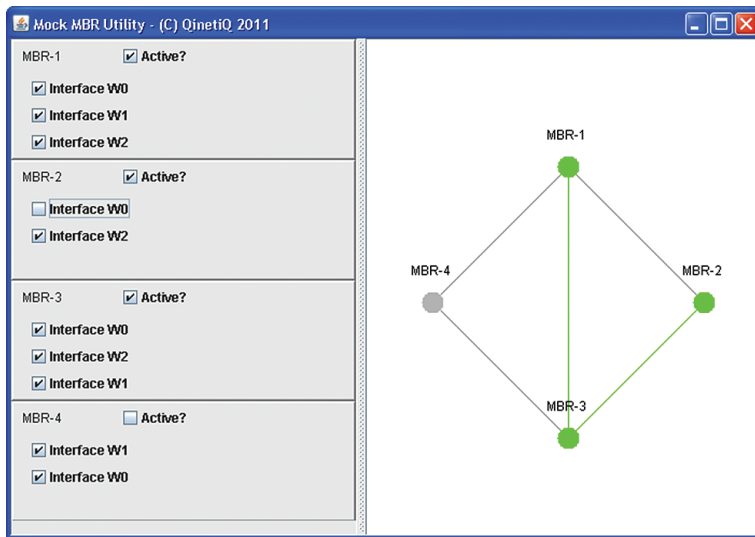 Mock MBR Utility - (C) QinetiQ 2011
MBR-1 Active?
Interface W0
Interface W1
Interface W2
MBR-2 Active?
Interface W0
Interface W2
MBR-3 Active?
Interface W0
Interface W2
Interface W1
MBR-4 Active?
Interface W1
Interface W0
MBR-1
MBR-4
MBR-2
MBR-3